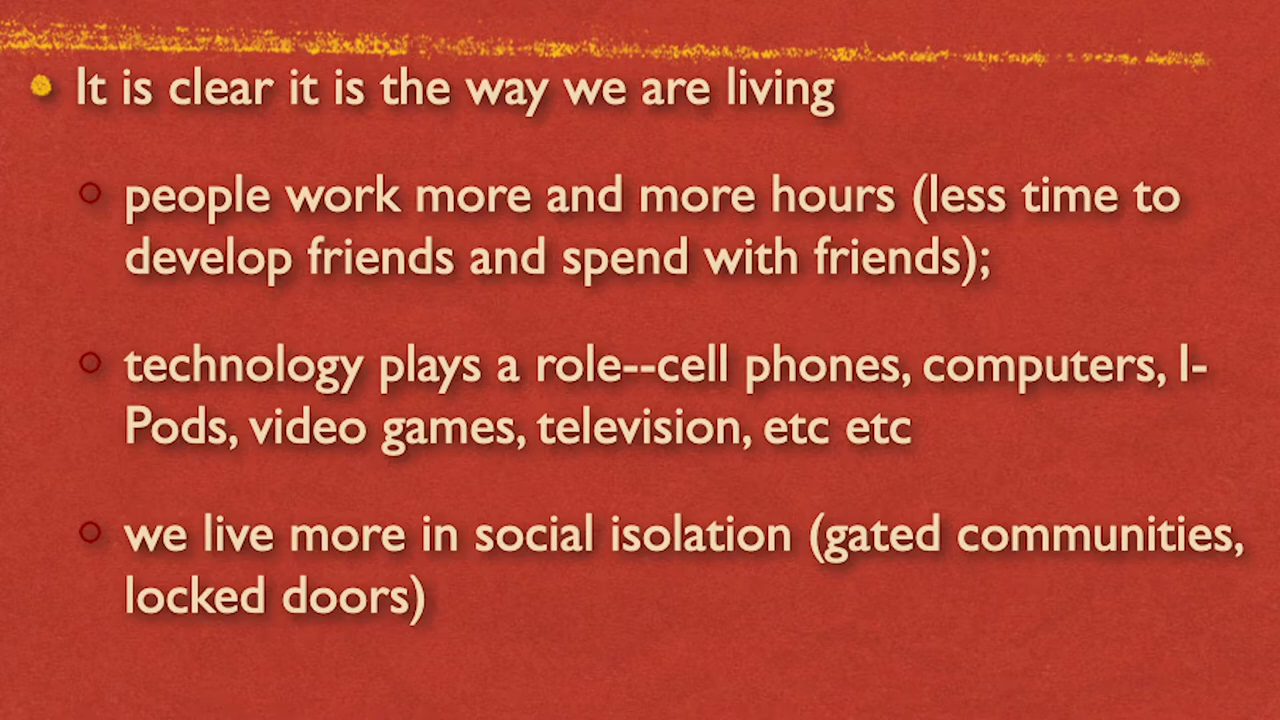 It is clear it is the way we are living
people work more and more hours (less time to
develop friends and spend with friends);
technology plays a role--cell phones, computers, I-
Pods, video games, television, etc etc
we live more in social isolation (gated communities,
locked doors)